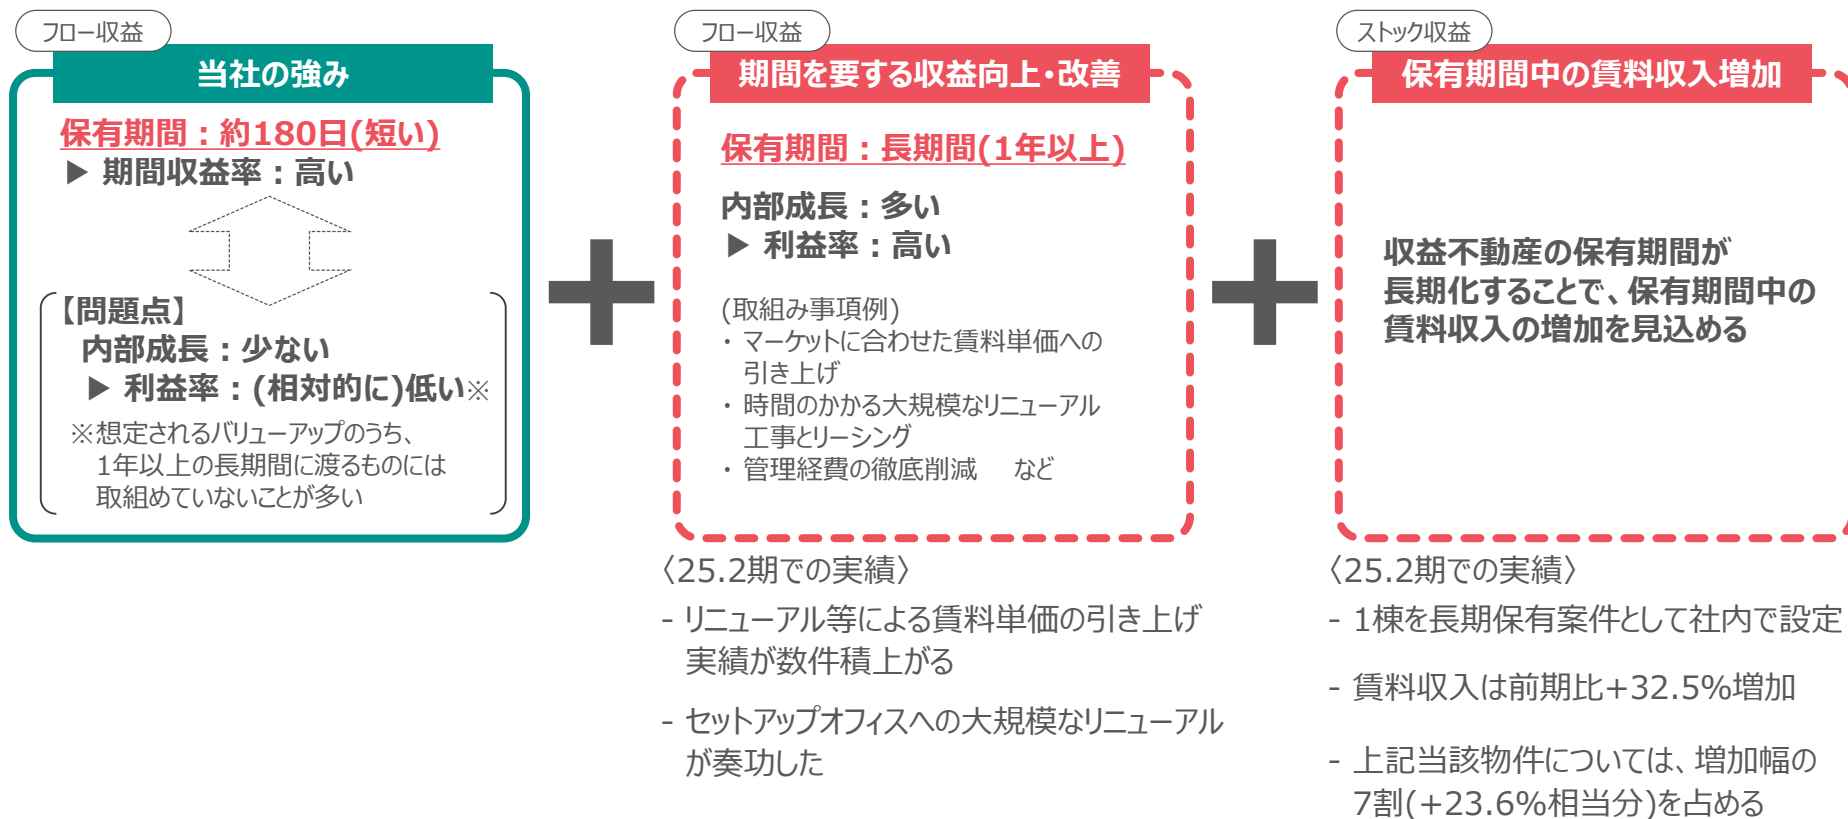 フロー収益
当社の強み
保有期間：約180日(短い)
▶ 期間収益率：高い
【問題点】
内部成長：少ない
▶ 利益率：(相対的に)低い※
※想定されるバリューアップのうち、
1年以上の長期間に渡るものには
取組めていないことが多い
フロー収益
期間を要する収益向上・改善
保有期間：長期間(1年以上)
内部成長：多い
▶ 利益率：高い
(取組み事項例)
・ マーケットに合わせた賃料単価への
引き上げ
・ 時間のかかる大規模なリニューアル
工事とリーシング
・ 管理経費の徹底削減　など
〈25.2期での実績〉
- リニューアル等による賃料単価の引き上げ
実績が数件積上がる
- セットアップオフィスへの大規模なリニューアル
が奏功した
ストック収益
保有期間中の賃料収入増加
収益不動産の保有期間が
長期化することで、保有期間中の
賃料収入の増加を見込める
〈25.2期での実績〉
- 1棟を長期保有案件として社内で設定
- 賃料収入は前期比+32.5%増加
- 上記当該物件については、増加幅の
7割(+23.6%相当分)を占める